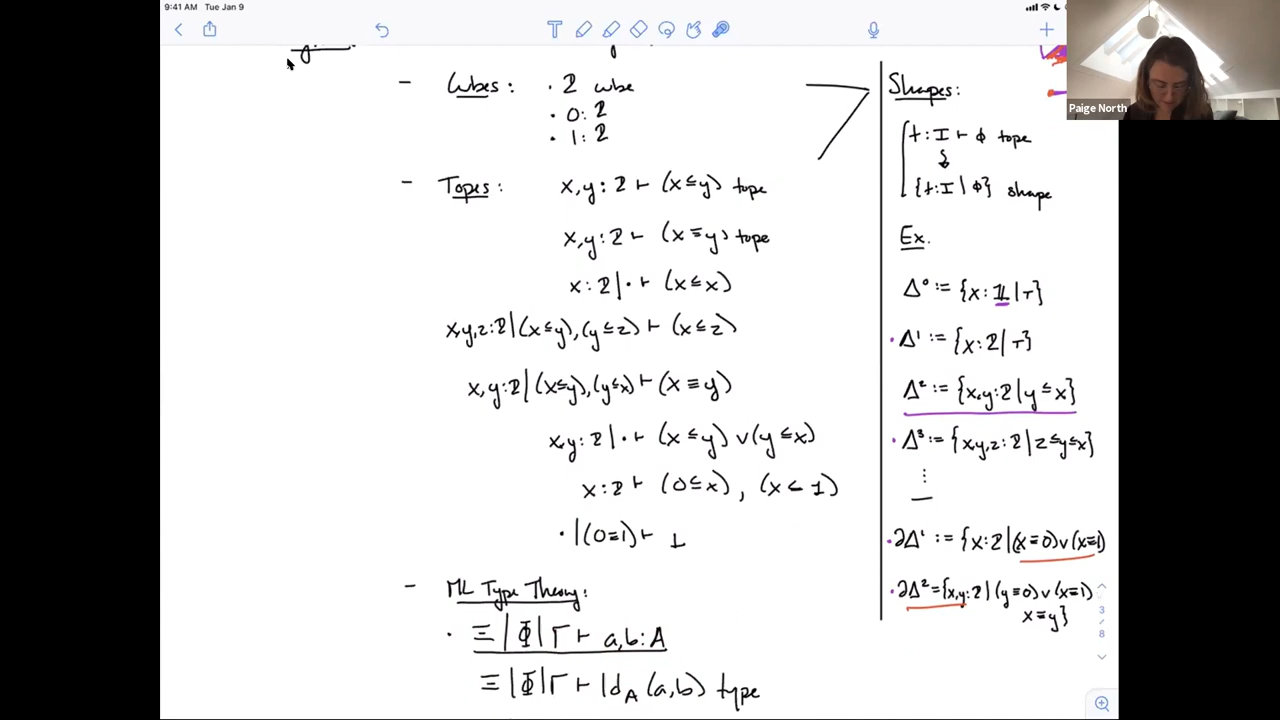 9:41 AM Tue Jan 9
Paige North
- Cubes: · 𝟚 cube
· 0: 𝟚
· 1: 𝟚
- Topes: x,y: 𝟚 ⊢ (x≤y) tope
x,y: 𝟚 ⊢ (x≡y) tope
x: 𝟚|· ⊢ (x≤x)
x,y,z: 𝟚|(x≤y),(y≤z) ⊢ (x≤z)
x,y: 𝟚|(x≤y),(y≤x) ⊢ (x≡y)
x,y: 𝟚|· ⊢ (x≤y) ∨ (y≤x)
x: 𝟚 ⊢ (0≤x), (x≤1)
·|(0≡1) ⊢ ⊥
- ML Type Theory:
· Ξ|Φ|Γ ⊢ a,b: A
Ξ|Φ|Γ ⊢ Id_A (a,b) type
Shapes:
t: I ⊢ ϕ tope
{t: I | ϕ} shape
Ex.
Δ⁰ := {x: 𝟙 | ⊤}
· Δ¹ := {x: 𝟚 | ⊤}
Δ² := {x,y: 𝟚 | y≤x}
· Δ³ := {x,y,z: 𝟚 | z≤y≤x}
⋮
· ∂Δ¹ := {x: 𝟚 | (x≡0) ∨ (x≡1)
· ∂Δ² = {x,y: 𝟚 | (y≡0) ∨ (x≡1)
x≡y}
3
/
8